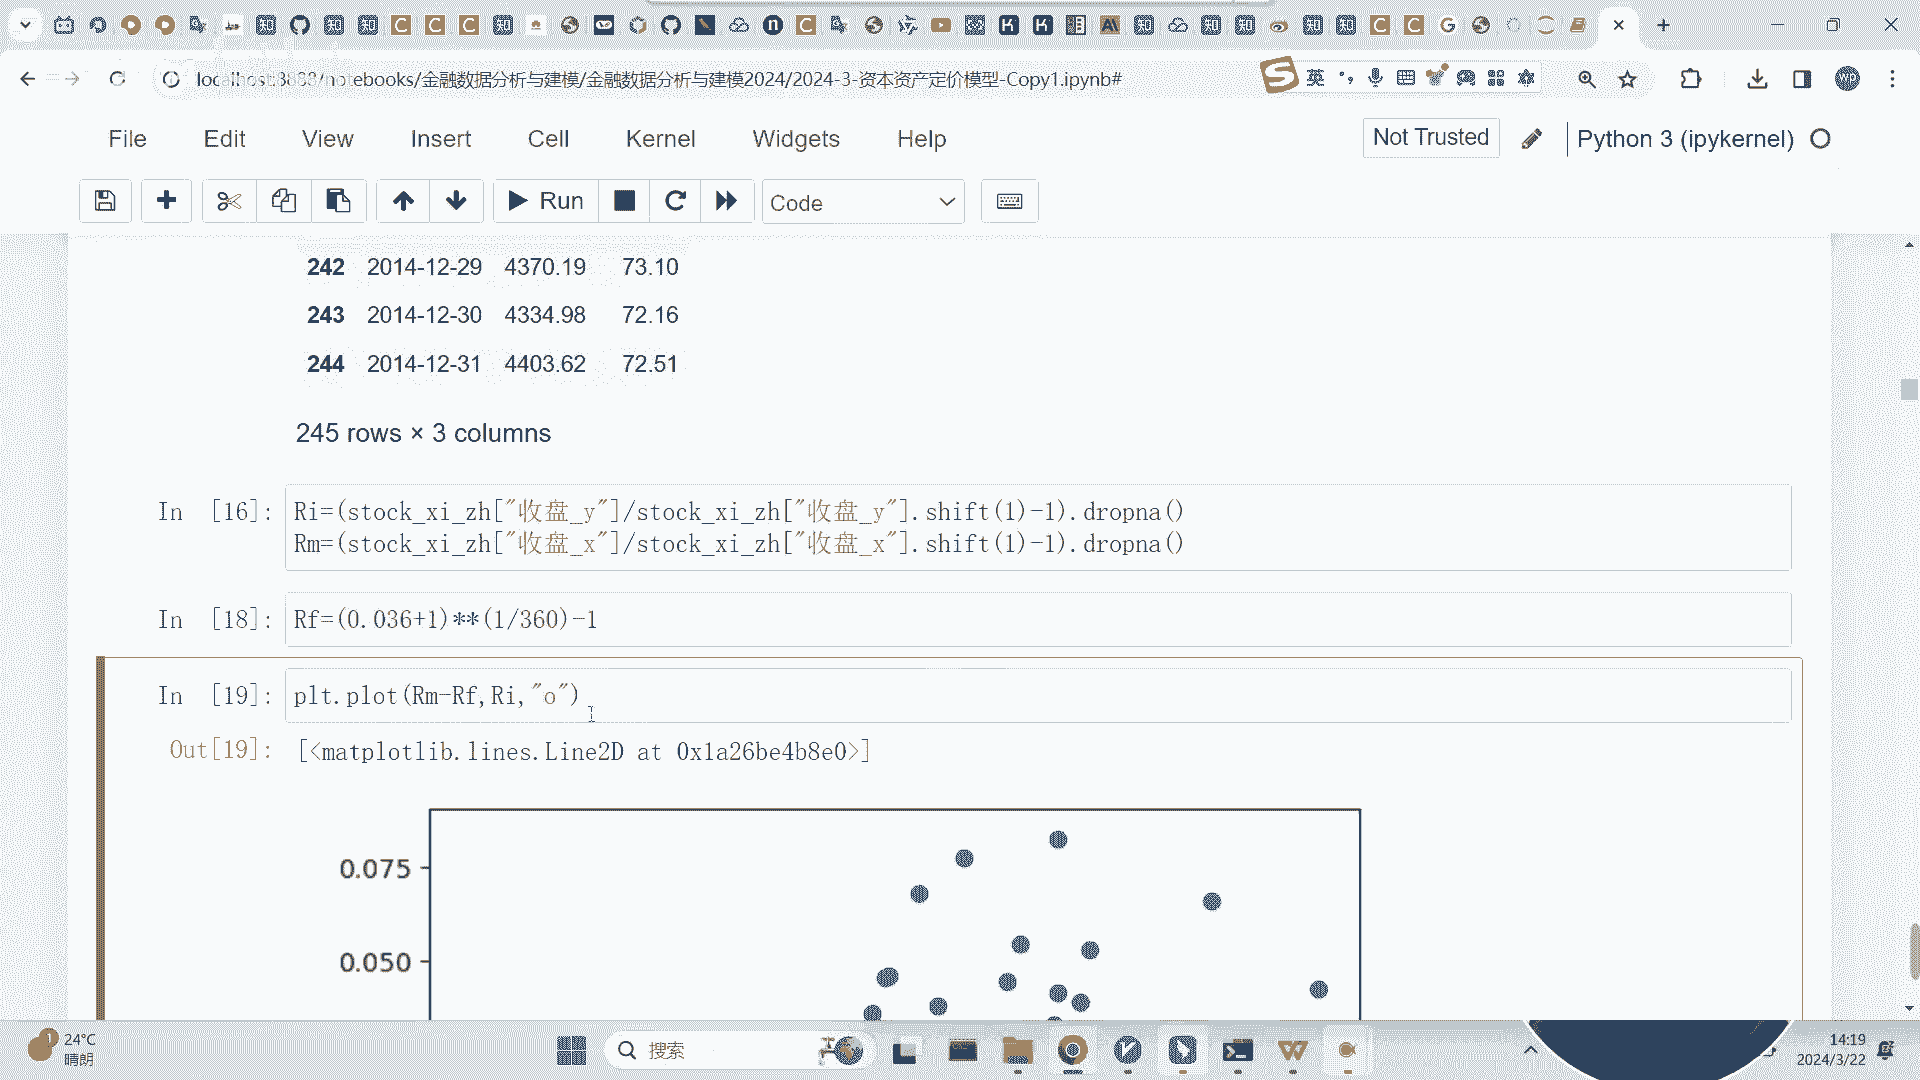 localhost:8888/notebooks/金融数据分析与建模/金融数据分析与建模2024/2024-3-资本资产定价模型-Copy1.ipynb#
英
File Edit View Insert Cell Kernel Widgets Help
Not Trusted
Python 3 (ipykernel)
Run
Code
242 2014-12-29 4370.19 73.10
243 2014-12-30 4334.98 72.16
244 2014-12-31 4403.62 72.51
245 rows × 3 columns
In [16]: Ri=(stock_xi_zh["收盘_y"]/stock_xi_zh["收盘_y"].shift(1)-1).dropna()
Rm=(stock_xi_zh["收盘_x"]/stock_xi_zh["收盘_x"].shift(1)-1).dropna()
In [18]: Rf=(0.036+1)**(1/360)-1
In [19]: plt.plot(Rm-Rf,Ri,"o")
Out[19]: [<matplotlib.lines.Line2D at 0x1a26be4b8e0>]
0.075
0.050
24°C
晴朗
搜索
14:19
2024/3/22